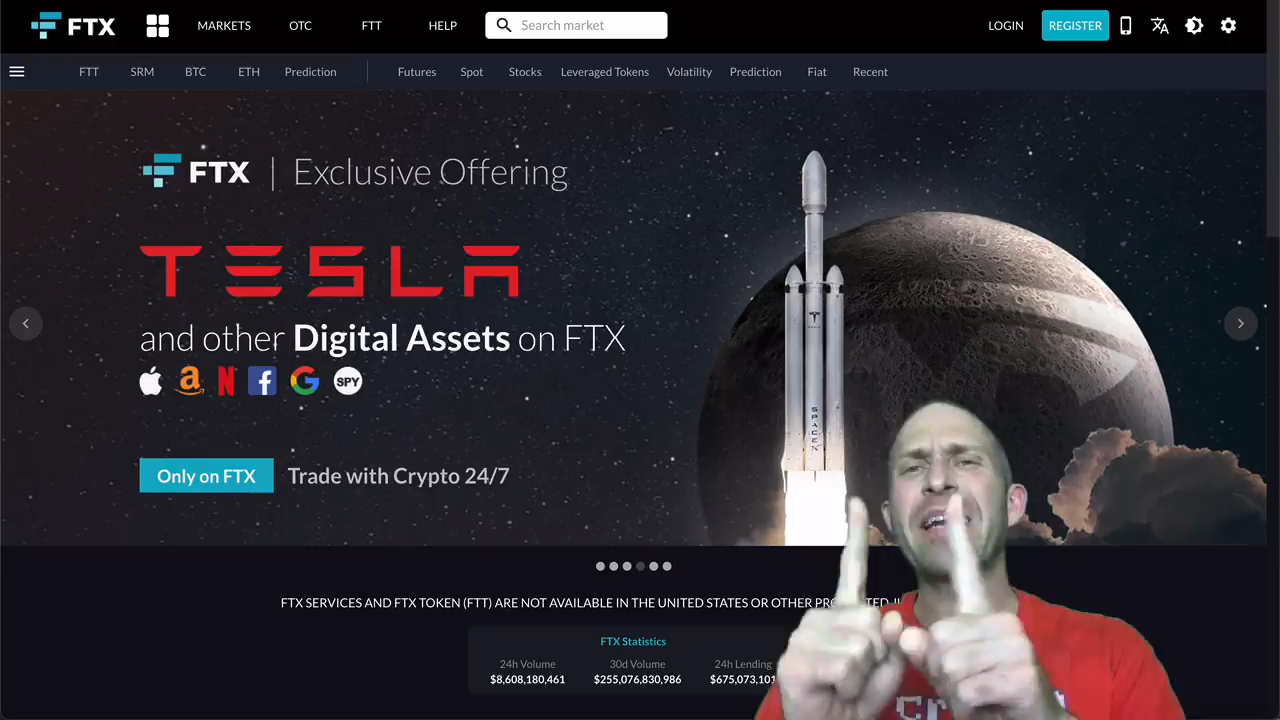 FTX MARKETS OTC FTT HELP Search market LOGIN REGISTER
FTT SRM BTC ETH Prediction Futures Spot Stocks Leveraged Tokens Volatility Prediction Fiat Recent
FTX | Exclusive Offering
TESLA
and other Digital Assets on FTX
SPY
Only on FTX Trade with Crypto 24/7
SPACEX
FTX SERVICES AND FTX TOKEN (FTT) ARE NOT AVAILABLE IN THE UNITED STATES OR OTHER
FTX Statistics
24h Volume 30d Volume 24h Lending
$8,608,180,461 $255,076,830,986 $675,073,101